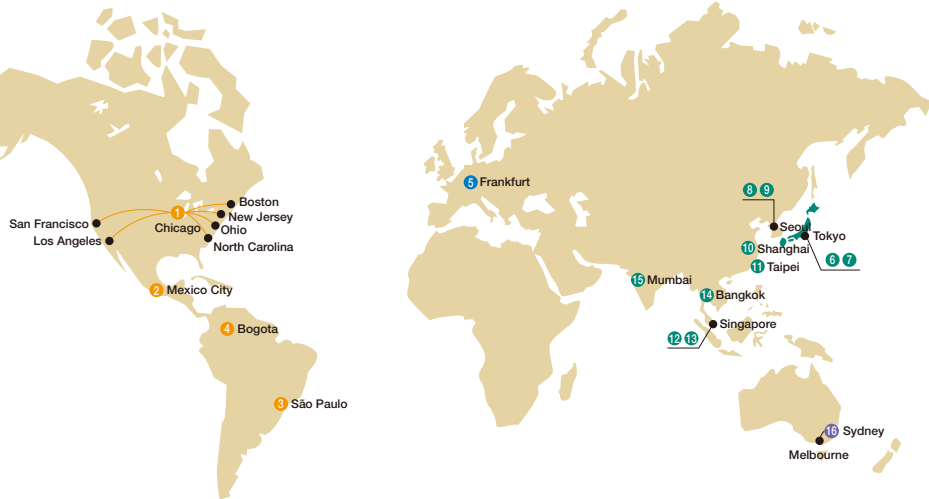 Boston
1
New Jersey
San Francisco
Chicago
Ohio
Los Angeles
North Carolina
2 Mexico City
4 Bogota
3 São Paulo
5 Frankfurt
8 9
Seoul
Tokyo
10 Shanghai
6 7
11 Taipei
15 Mumbai
14 Bangkok
Singapore
12 13
16 Sydney
Melbourne